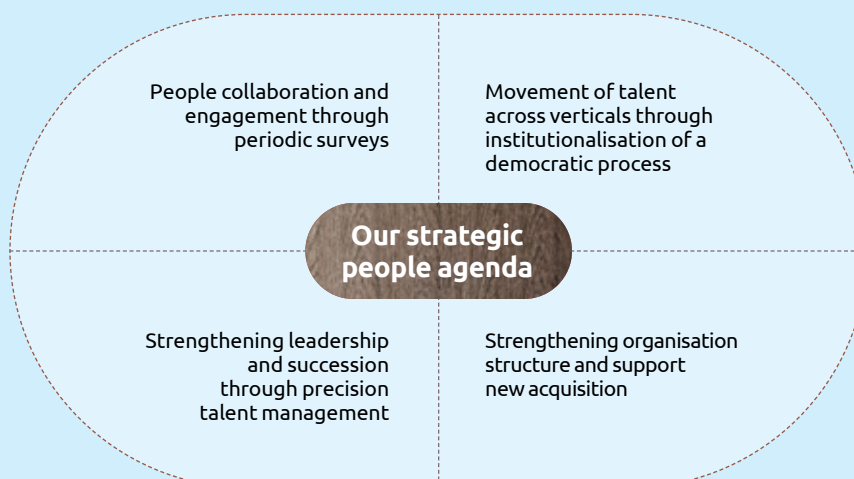 People collaboration and
engagement through
periodic surveys
Movement of talent
across verticals through
institutionalisation of a
democratic process
Our strategic
people agenda
Strengthening leadership
and succession
through precision
talent management
Strengthening organisation
structure and support
new acquisition